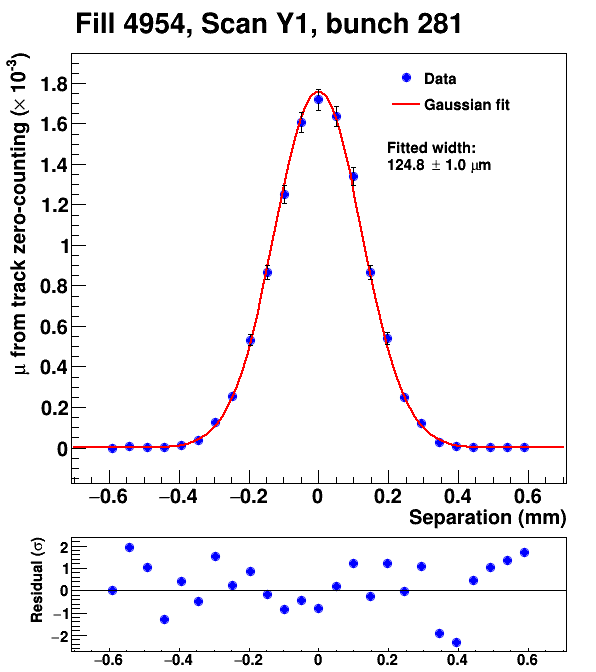 Fill 4954, Scan Y1, bunch 281
μ from track zero-counting (× 10⁻³)
1.8
1.6
1.4
1.2
1
0.8
0.6
0.4
0.2
0
Data
Gaussian fit
Fitted width:
124.8 ± 1.0 μm
−0.6 −0.4 −0.2 0 0.2 0.4 0.6
Separation (mm)
Residual (σ)
2
1
0
−1
−2
−0.6 −0.4 −0.2 0 0.2 0.4 0.6